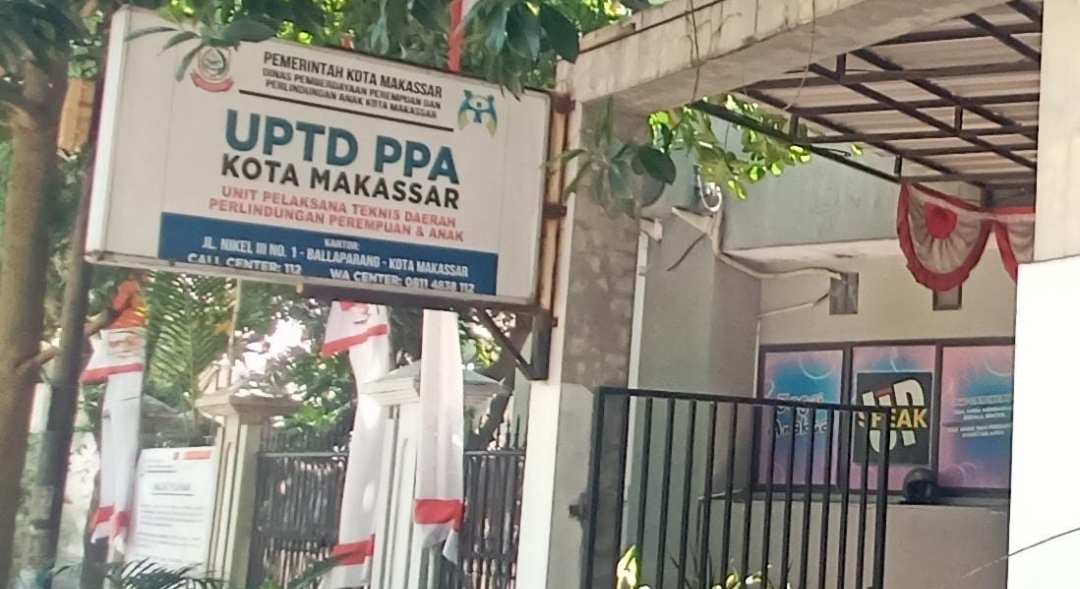 PEMERINTAH KOTA MAKASSAR
DINAS PEMBERDAYAAN PEREMPUAN DAN
PERLINDUNGAN ANAK KOTA MAKASSAR
UPTD PPA
KOTA MAKASSAR
UNIT PELAKSANA TEKNIS DAERAH
PERLINDUNGAN PEREMPUAN & ANAK
KANTOR:
JL. NIKEL III NO. 1 - BALLAPARANG - KOTA MAKASSAR
CALL CENTER: 112 WA CENTER: 0811 4838 112
SPEAK
UP